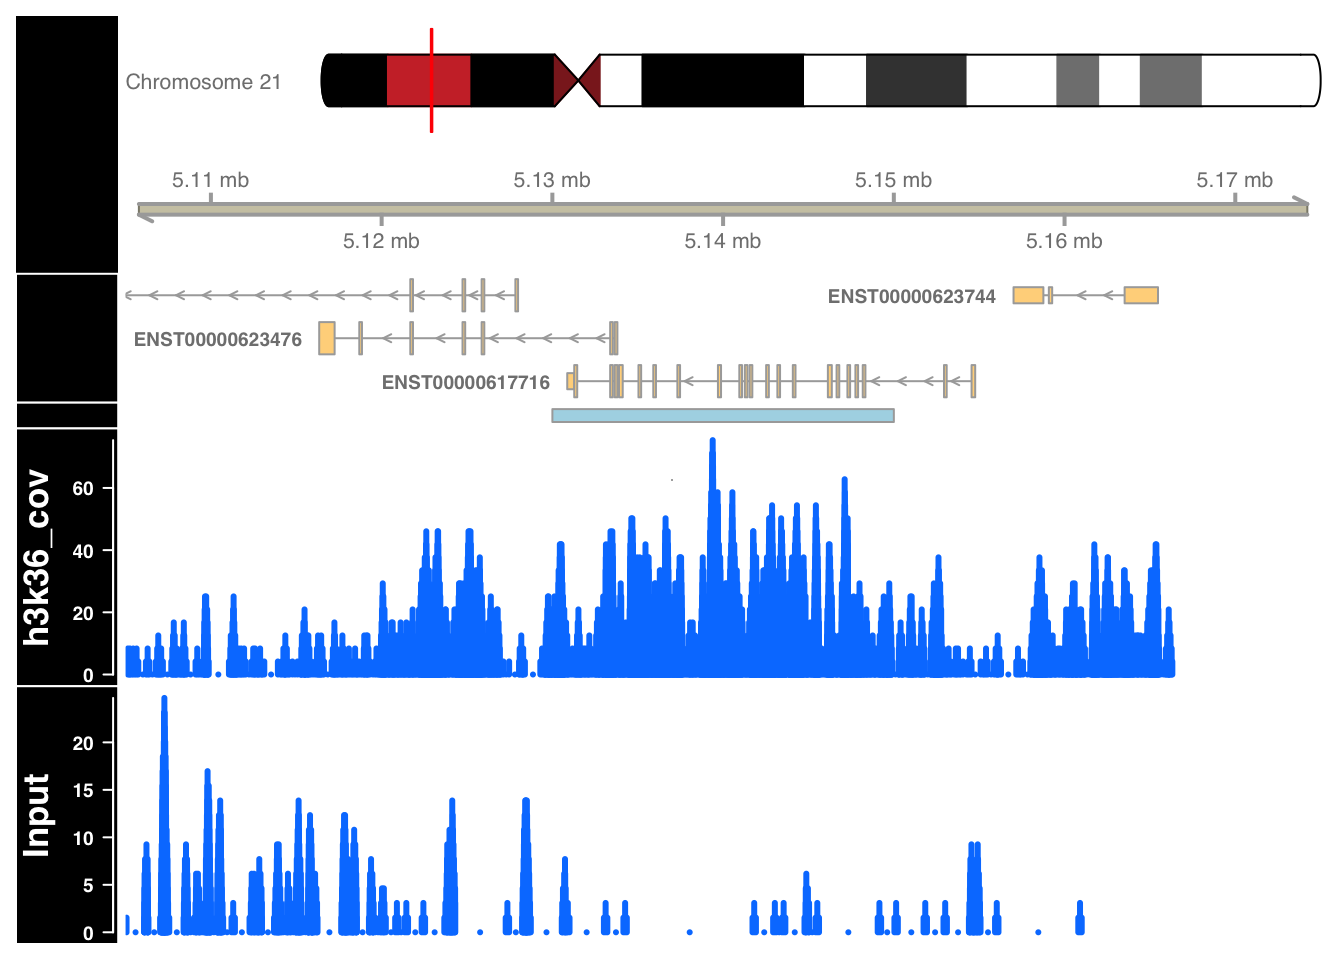 Chromosome 21
5.11 mb 5.13 mb 5.15 mb 5.17 mb
5.12 mb 5.14 mb 5.16 mb
ENST00000623744
ENST00000623476
ENST00000617716
h3k36_cov
60
40
20
0
Input
20
15
10
5
0